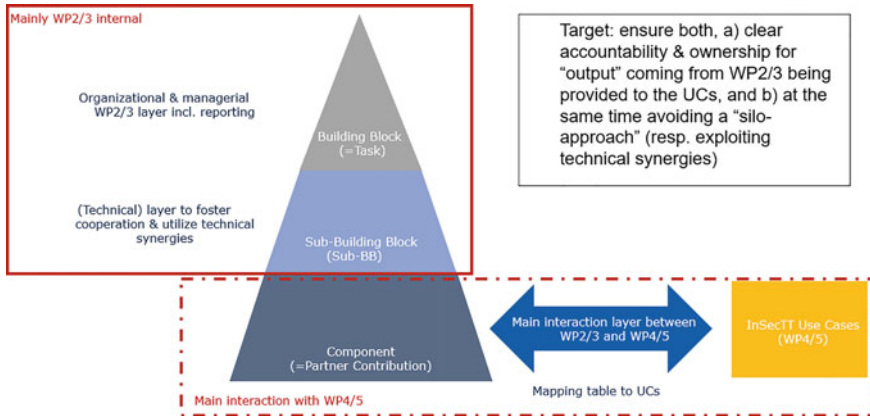 Mainly WP2/3 internal
Organizational & managerial
WP2/3 layer incl. reporting
Building Block
(=Task)
(Technical) layer to foster
cooperation & utilize technical
synergies
Sub-Building Block
(Sub-BB)
Target: ensure both, a) clear
accountability & ownership for
“output” coming from WP2/3 being
provided to the UCs, and b) at the
same time avoiding a “silo-
approach” (resp. exploiting
technical synergies)
Component
(=Partner Contribution)
Main interaction layer between
WP2/3 and WP4/5
InSecTT Use Cases
(WP4/5)
Main interaction with WP4/5
Mapping table to UCs